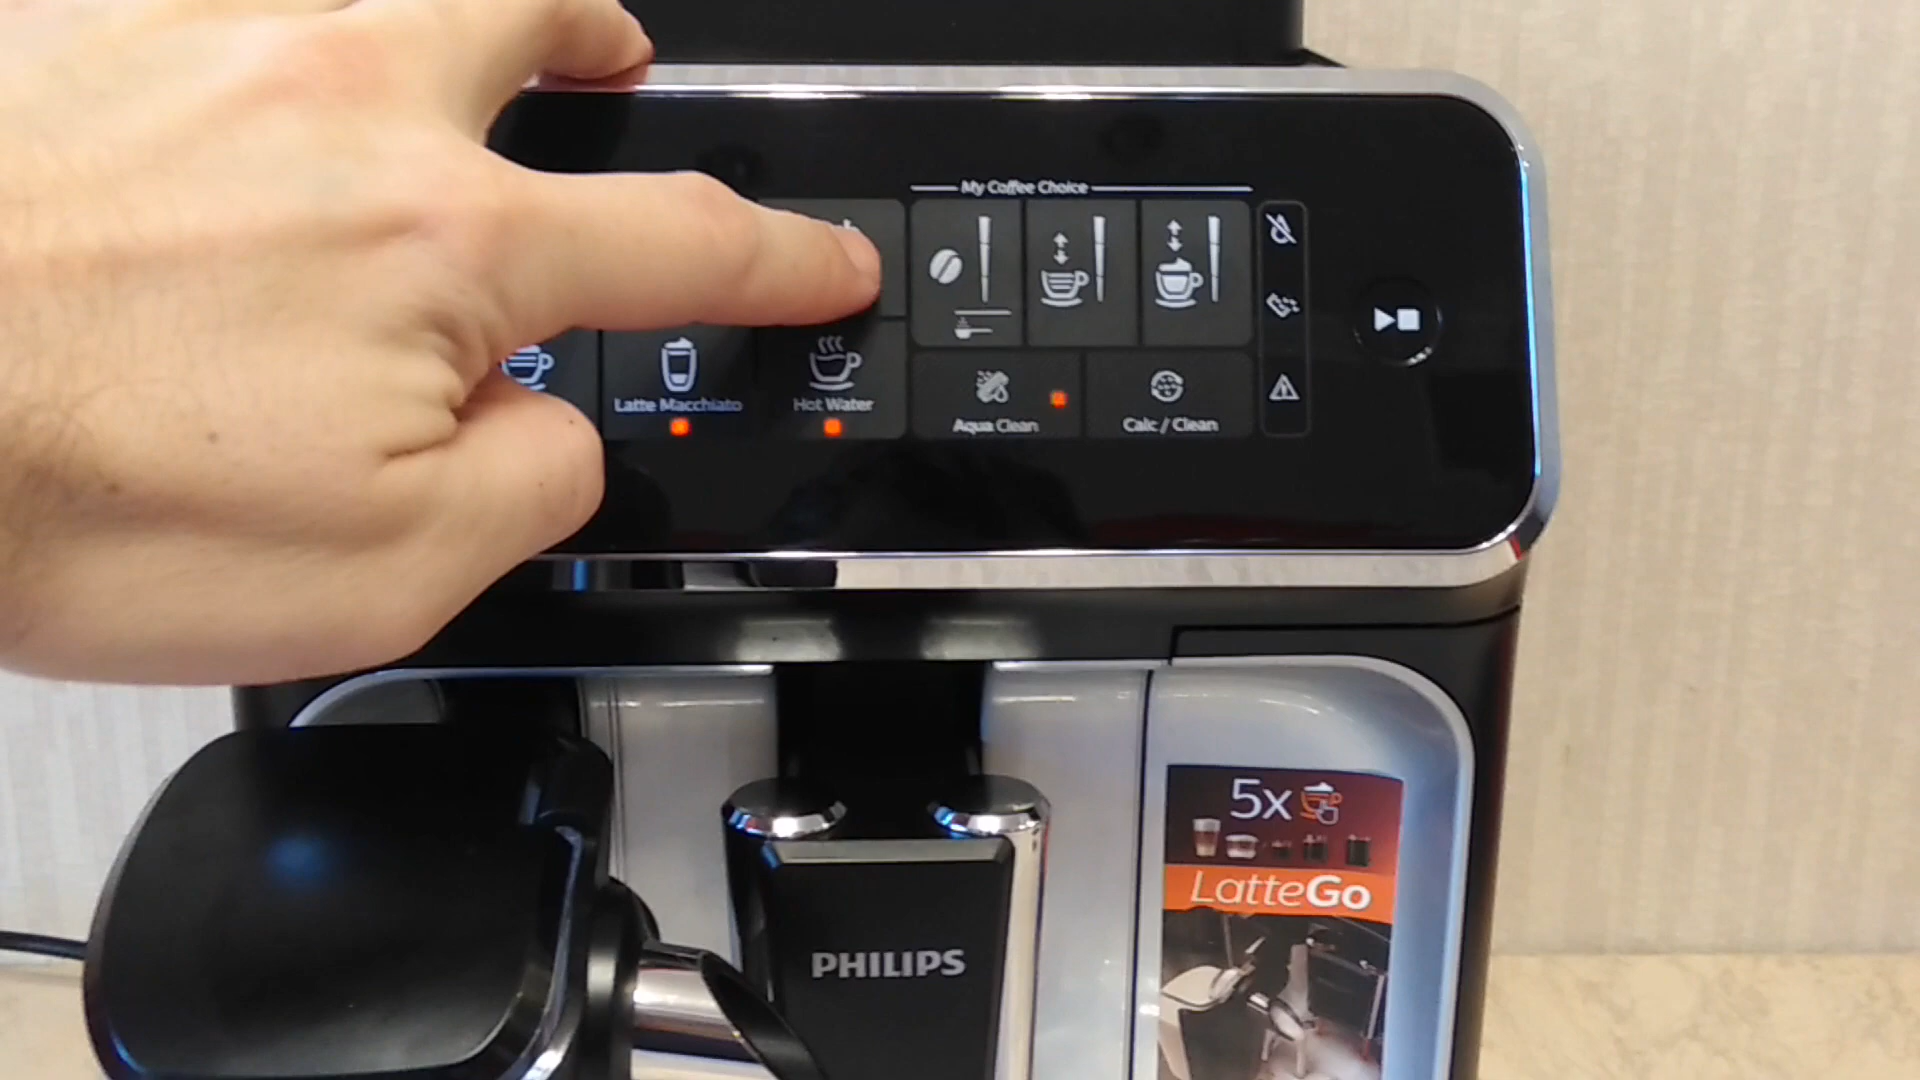 My Coffee Choice
Latte Macchiato
Hot Water
Aqua Clean
Calc / Clean
5x
LatteGo
PHILIPS